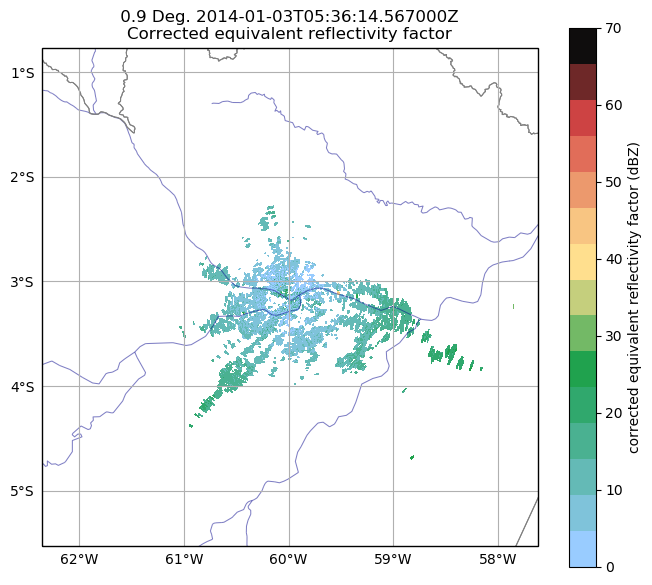 0.9 Deg. 2014-01-03T05:36:14.567000Z
Corrected equivalent reflectivity factor
1°S
2°S
3°S
4°S
5°S
62°W
61°W
60°W
59°W
58°W
70
60
50
40
30
20
10
0
corrected equivalent reflectivity factor (dBZ)